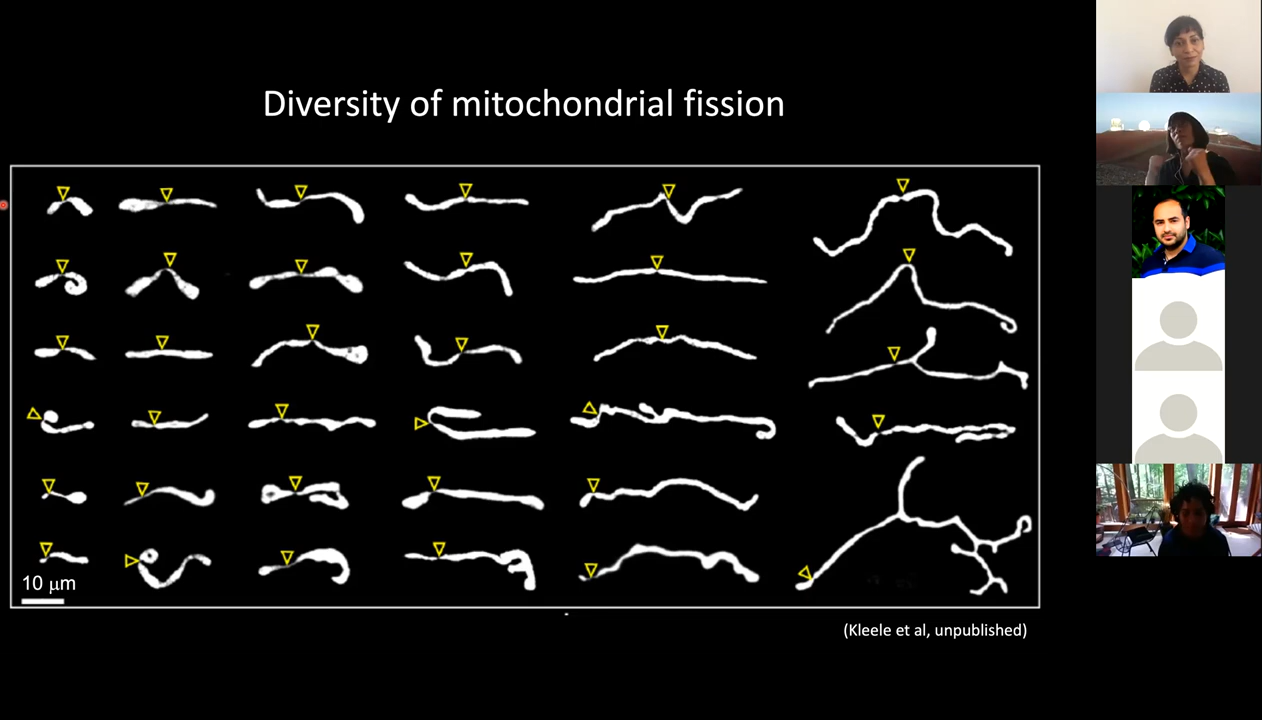 Diversity of mitochondrial fission
10 μm
(Kleele et al, unpublished)